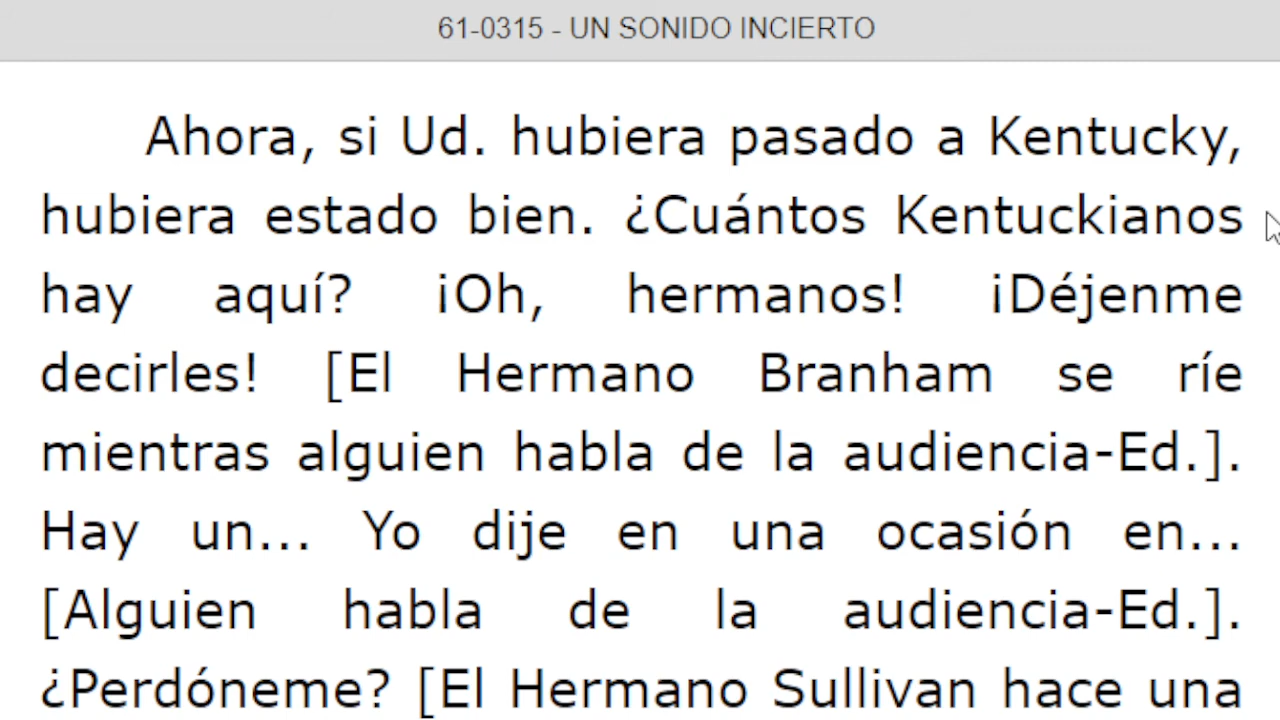 61-0315 - UN SONIDO INCIERTO
Ahora, si Ud. hubiera pasado a Kentucky,
hubiera estado bien. ¿Cuántos Kentuckianos
hay aquí? ¡Oh, hermanos! ¡Déjenme
decirles! [El Hermano Branham se ríe
mientras alguien habla de la audiencia-Ed.].
Hay un... Yo dije en una ocasión en...
[Alguien habla de la audiencia-Ed.].
¿Perdóneme? [El Hermano Sullivan hace una